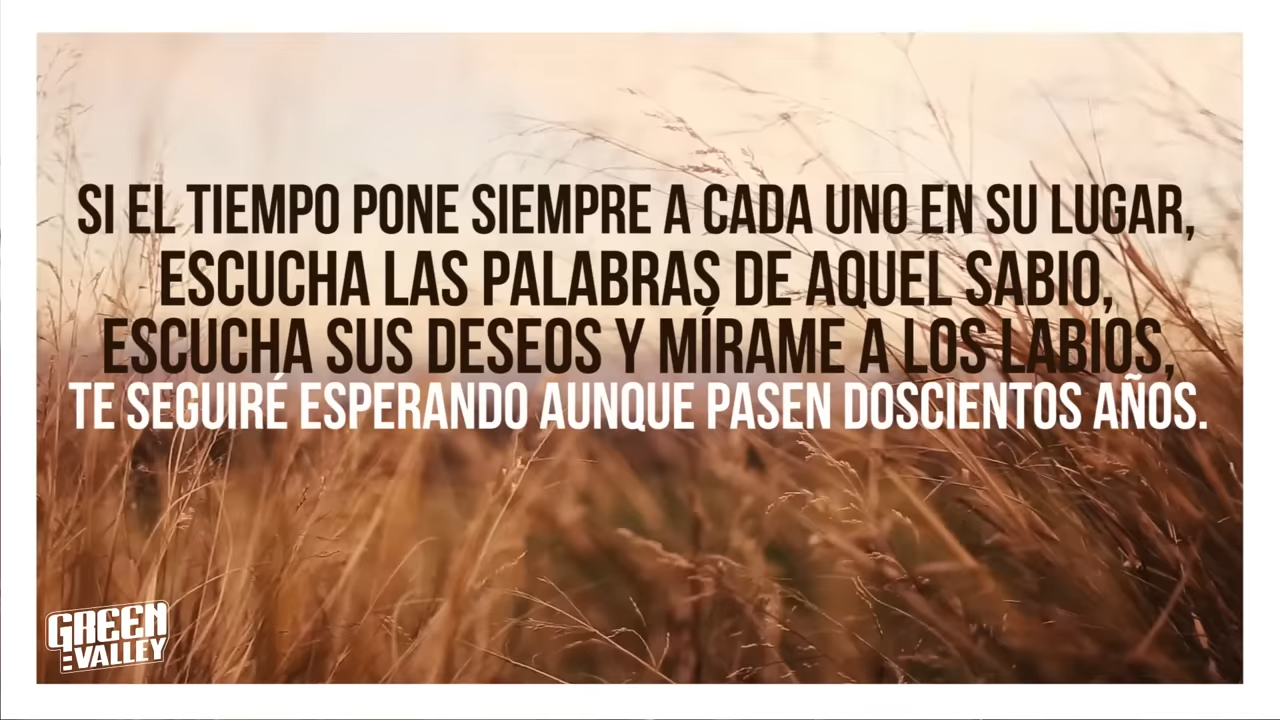 SI EL TIEMPO PONE SIEMPRE A CADA UNO EN SU LUGAR,
ESCUCHA LAS PALABRAS DE AQUEL SABIO,
ESCUCHA SUS DESEOS Y MÍRAME A LOS LABIOS,
TE SEGUIRÉ ESPERANDO AUNQUE PASEN DOSCIENTOS AÑOS.
GREEN
VALLEY